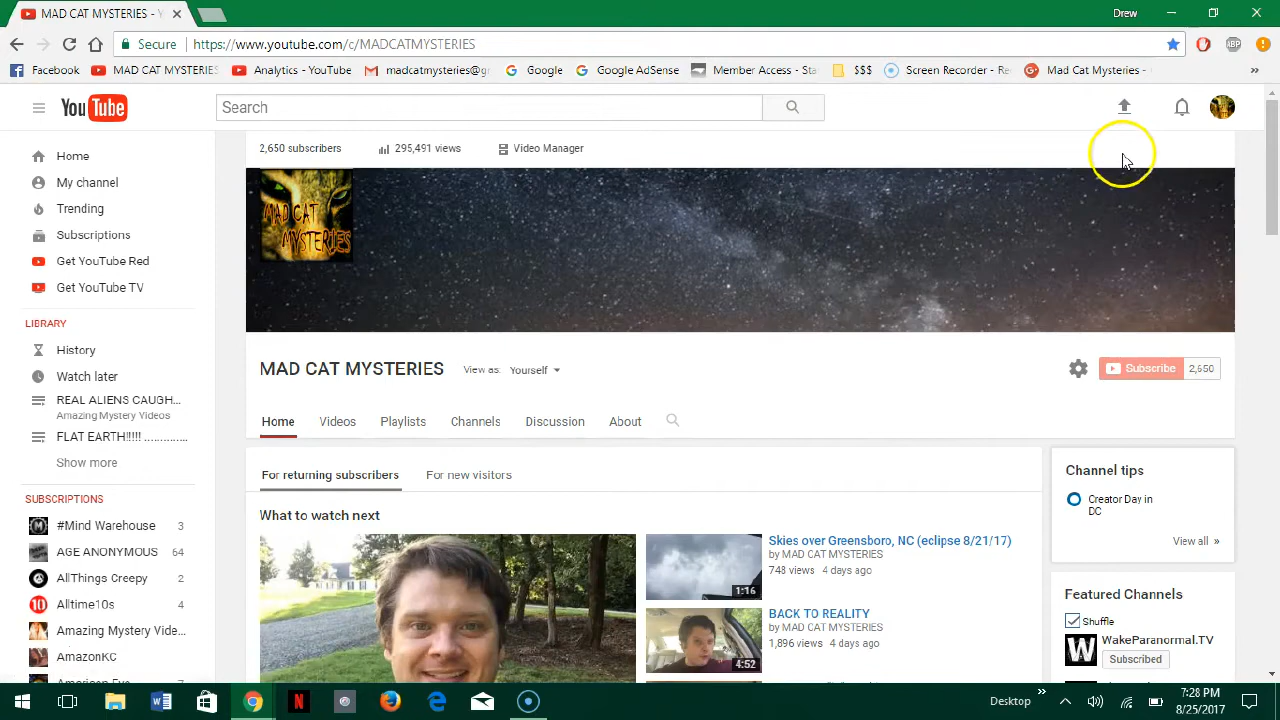 MAD CAT MYSTERIES - Y
Drew
Secure
https://www.youtube.com/c/MADCATMYSTERIES
ABP
Facebook
MAD CAT MYSTERIES
Analytics - YouTube
madcatmysteries@g
Google
Google AdSense
Member Access - Sta
$$$
Screen Recorder - Re
Mad Cat Mysteries -
YouTube
Search
2,650 subscribers
295,491 views
Video Manager
Home
My channel
Trending
Subscriptions
Get YouTube Red
Get YouTube TV
LIBRARY
History
Watch later
REAL ALIENS CAUGH...
Amazing Mystery Videos
FLAT EARTH!!!!! ..............
Show more
SUBSCRIPTIONS
#Mind Warehouse 3
AGE ANONYMOUS 64
AllThings Creepy 2
10
Alltime10s 4
Amazing Mystery Vide...
AmazonKC
American Eye
MAD CAT
MYSTERIES
MAD CAT MYSTERIES
View as: Yourself
Subscribe 2,650
Home
Videos
Playlists
Channels
Discussion
About
For returning subscribers
For new visitors
What to watch next
Skies over Greensboro, NC (eclipse 8/21/17)
by MAD CAT MYSTERIES
748 views 4 days ago
1:16
BACK TO REALITY
by MAD CAT MYSTERIES
1,896 views 4 days ago
4:52
Channel tips
Creator Day in
DC
View all »
Featured Channels
Shuffle
W
WakeParanormal.TV
Subscribed
Desktop
7:28 PM
8/25/2017